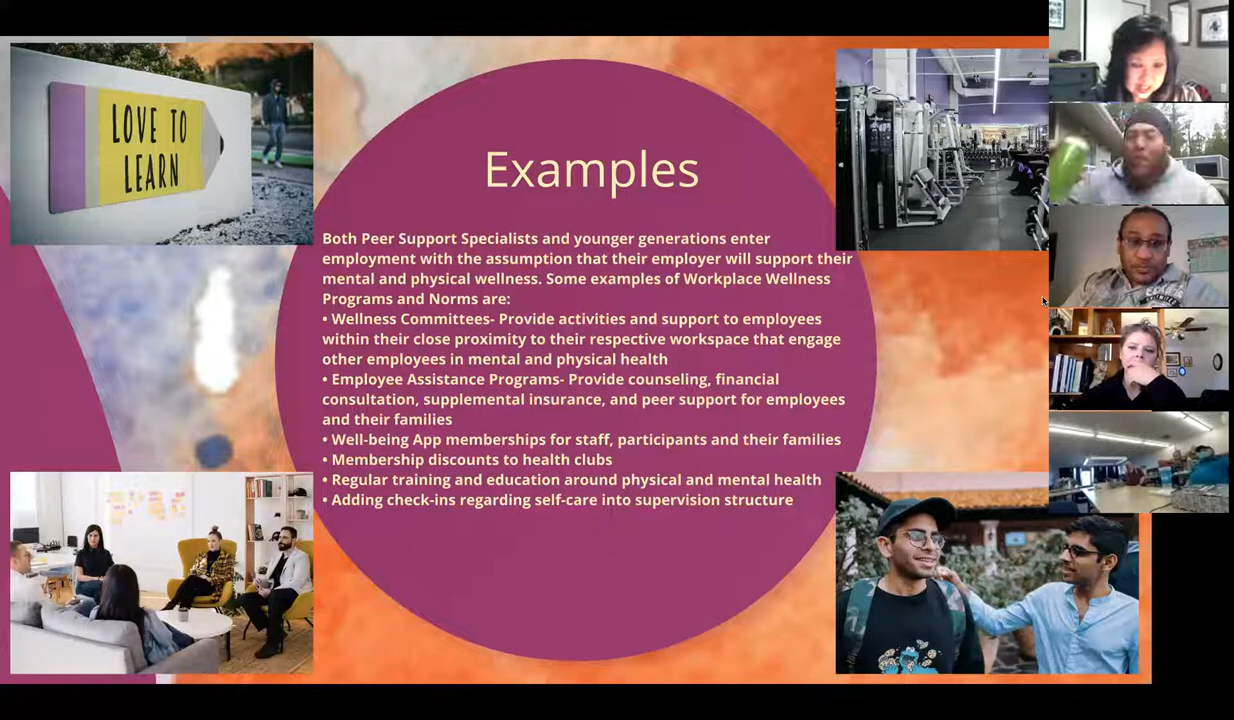 LOVE TO
LEARN
Examples
Both Peer Support Specialists and younger generations enter
employment with the assumption that their employer will support their
mental and physical wellness. Some examples of Workplace Wellness
Programs and Norms are:
• Wellness Committees- Provide activities and support to employees
within their close proximity to their respective workspace that engage
other employees in mental and physical health
• Employee Assistance Programs- Provide counseling, financial
consultation, supplemental insurance, and peer support for employees
and their families
• Well-being App memberships for staff, participants and their families
• Membership discounts to health clubs
• Regular training and education around physical and mental health
• Adding check-ins regarding self-care into supervision structure